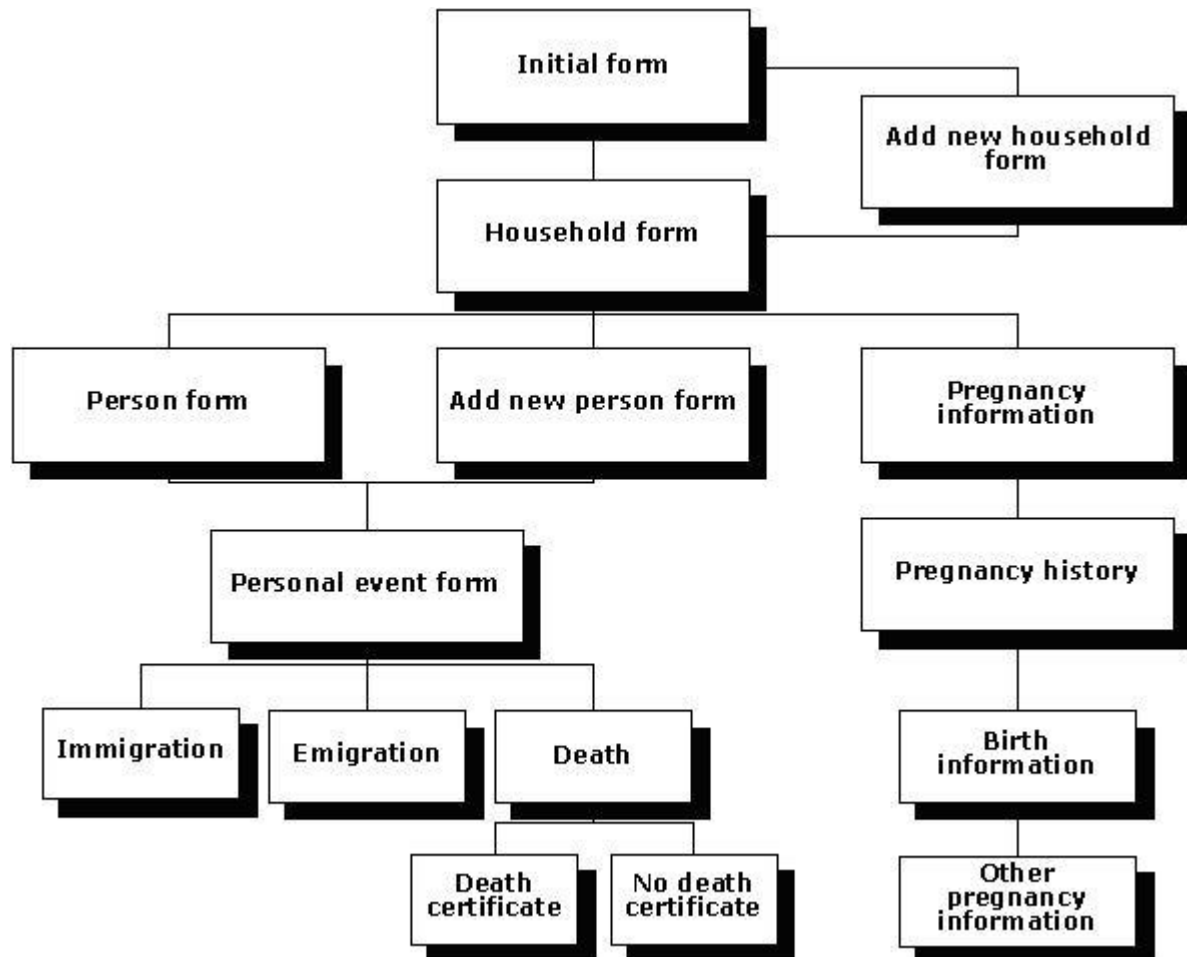 Initial form
Add new household
form
Household form
Person form
Add new person form
Pregnancy
information
Personal event form
Pregnancy history
Immigration
Emigration
Death
Birth
information
Death
certificate
No death
certificate
Other
pregnancy
information